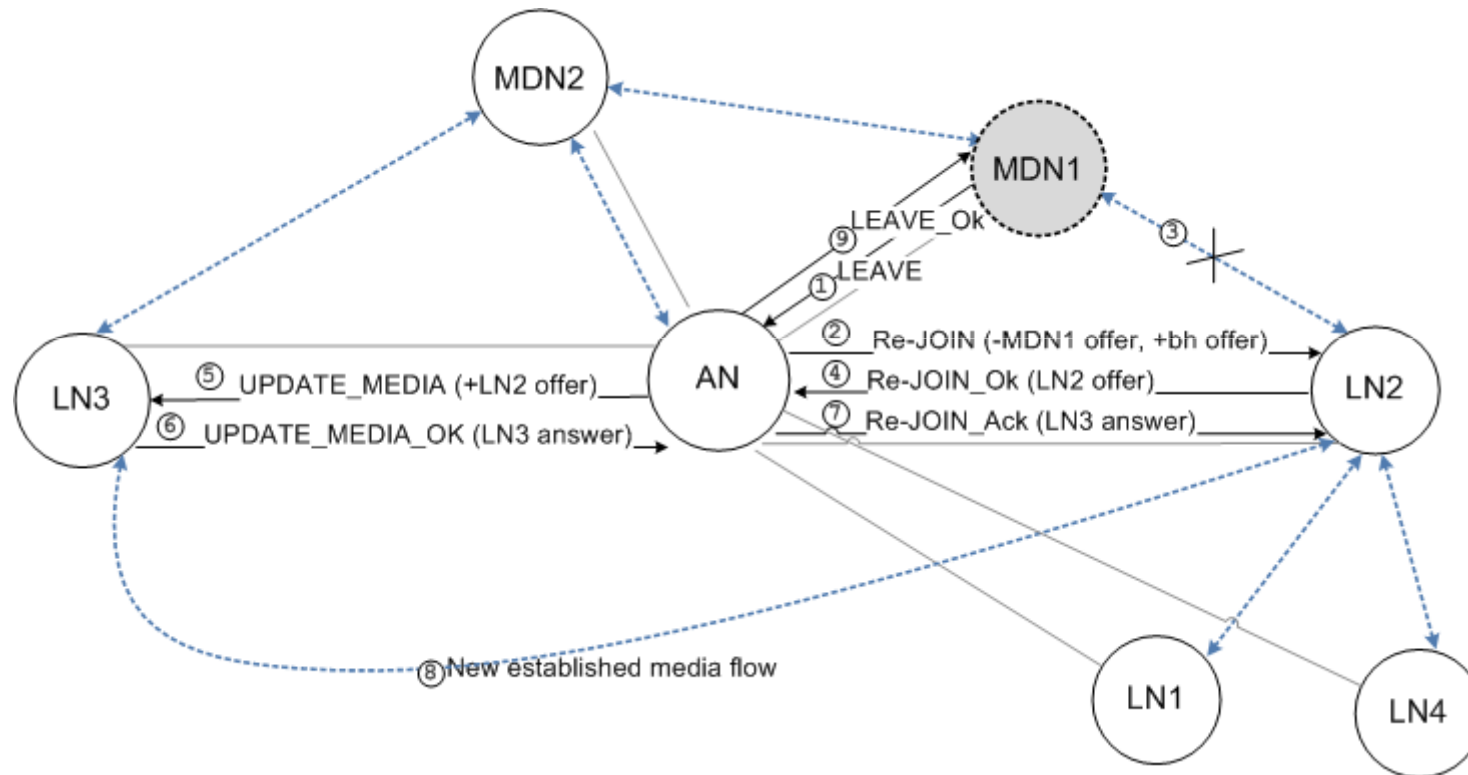 MDN2
MDN1
③
⑨ LEAVE_Ok
① LEAVE
② Re-JOIN (-MDN1 offer, +bh offer)
⑤ UPDATE_MEDIA (+LN2 offer)
④ Re-JOIN_Ok (LN2 offer)
LN3
AN
LN2
⑥ UPDATE_MEDIA_OK (LN3 answer)
⑦ Re-JOIN_Ack (LN3 answer)
⑧ New established media flow
LN1
LN4